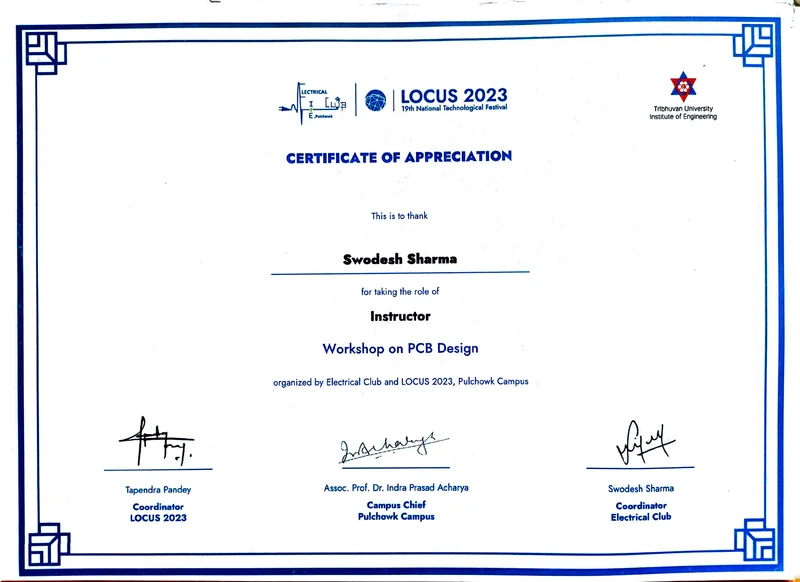 ELECTRICAL
CLUB
E, Pulchowk
LOCUS 2023
19th National Technological Festival
Tribhuvan University
Institute of Engineering
CERTIFICATE OF APPRECIATION
This is to thank
Swodesh Sharma
for taking the role of
Instructor
Workshop on PCB Design
organized by Electrical Club and LOCUS 2023, Pulchowk Campus
Tapendra Pandey
Coordinator
LOCUS 2023
Assoc. Prof. Dr. Indra Prasad Acharya
Campus Chief
Pulchowk Campus
Swodesh Sharma
Coordinator
Electrical Club